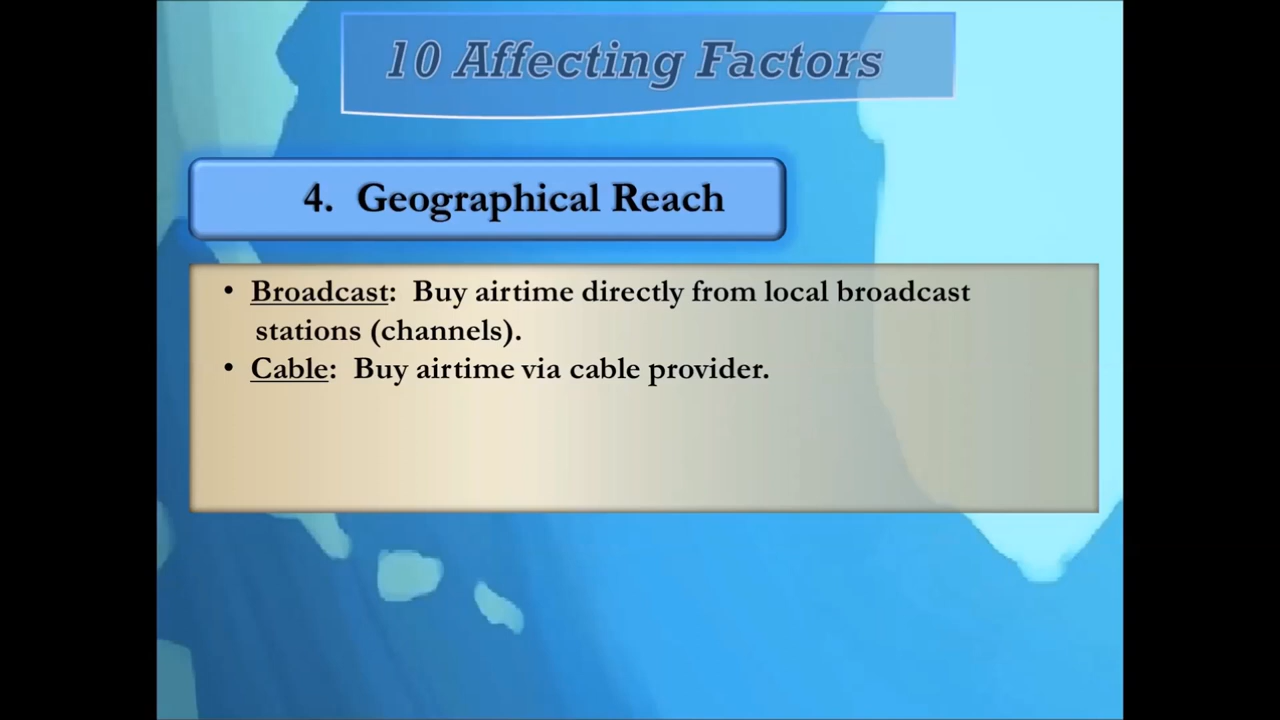 10 Affecting Factors
4. Geographical Reach
• Broadcast: Buy airtime directly from local broadcast
stations (channels).
• Cable: Buy airtime via cable provider.